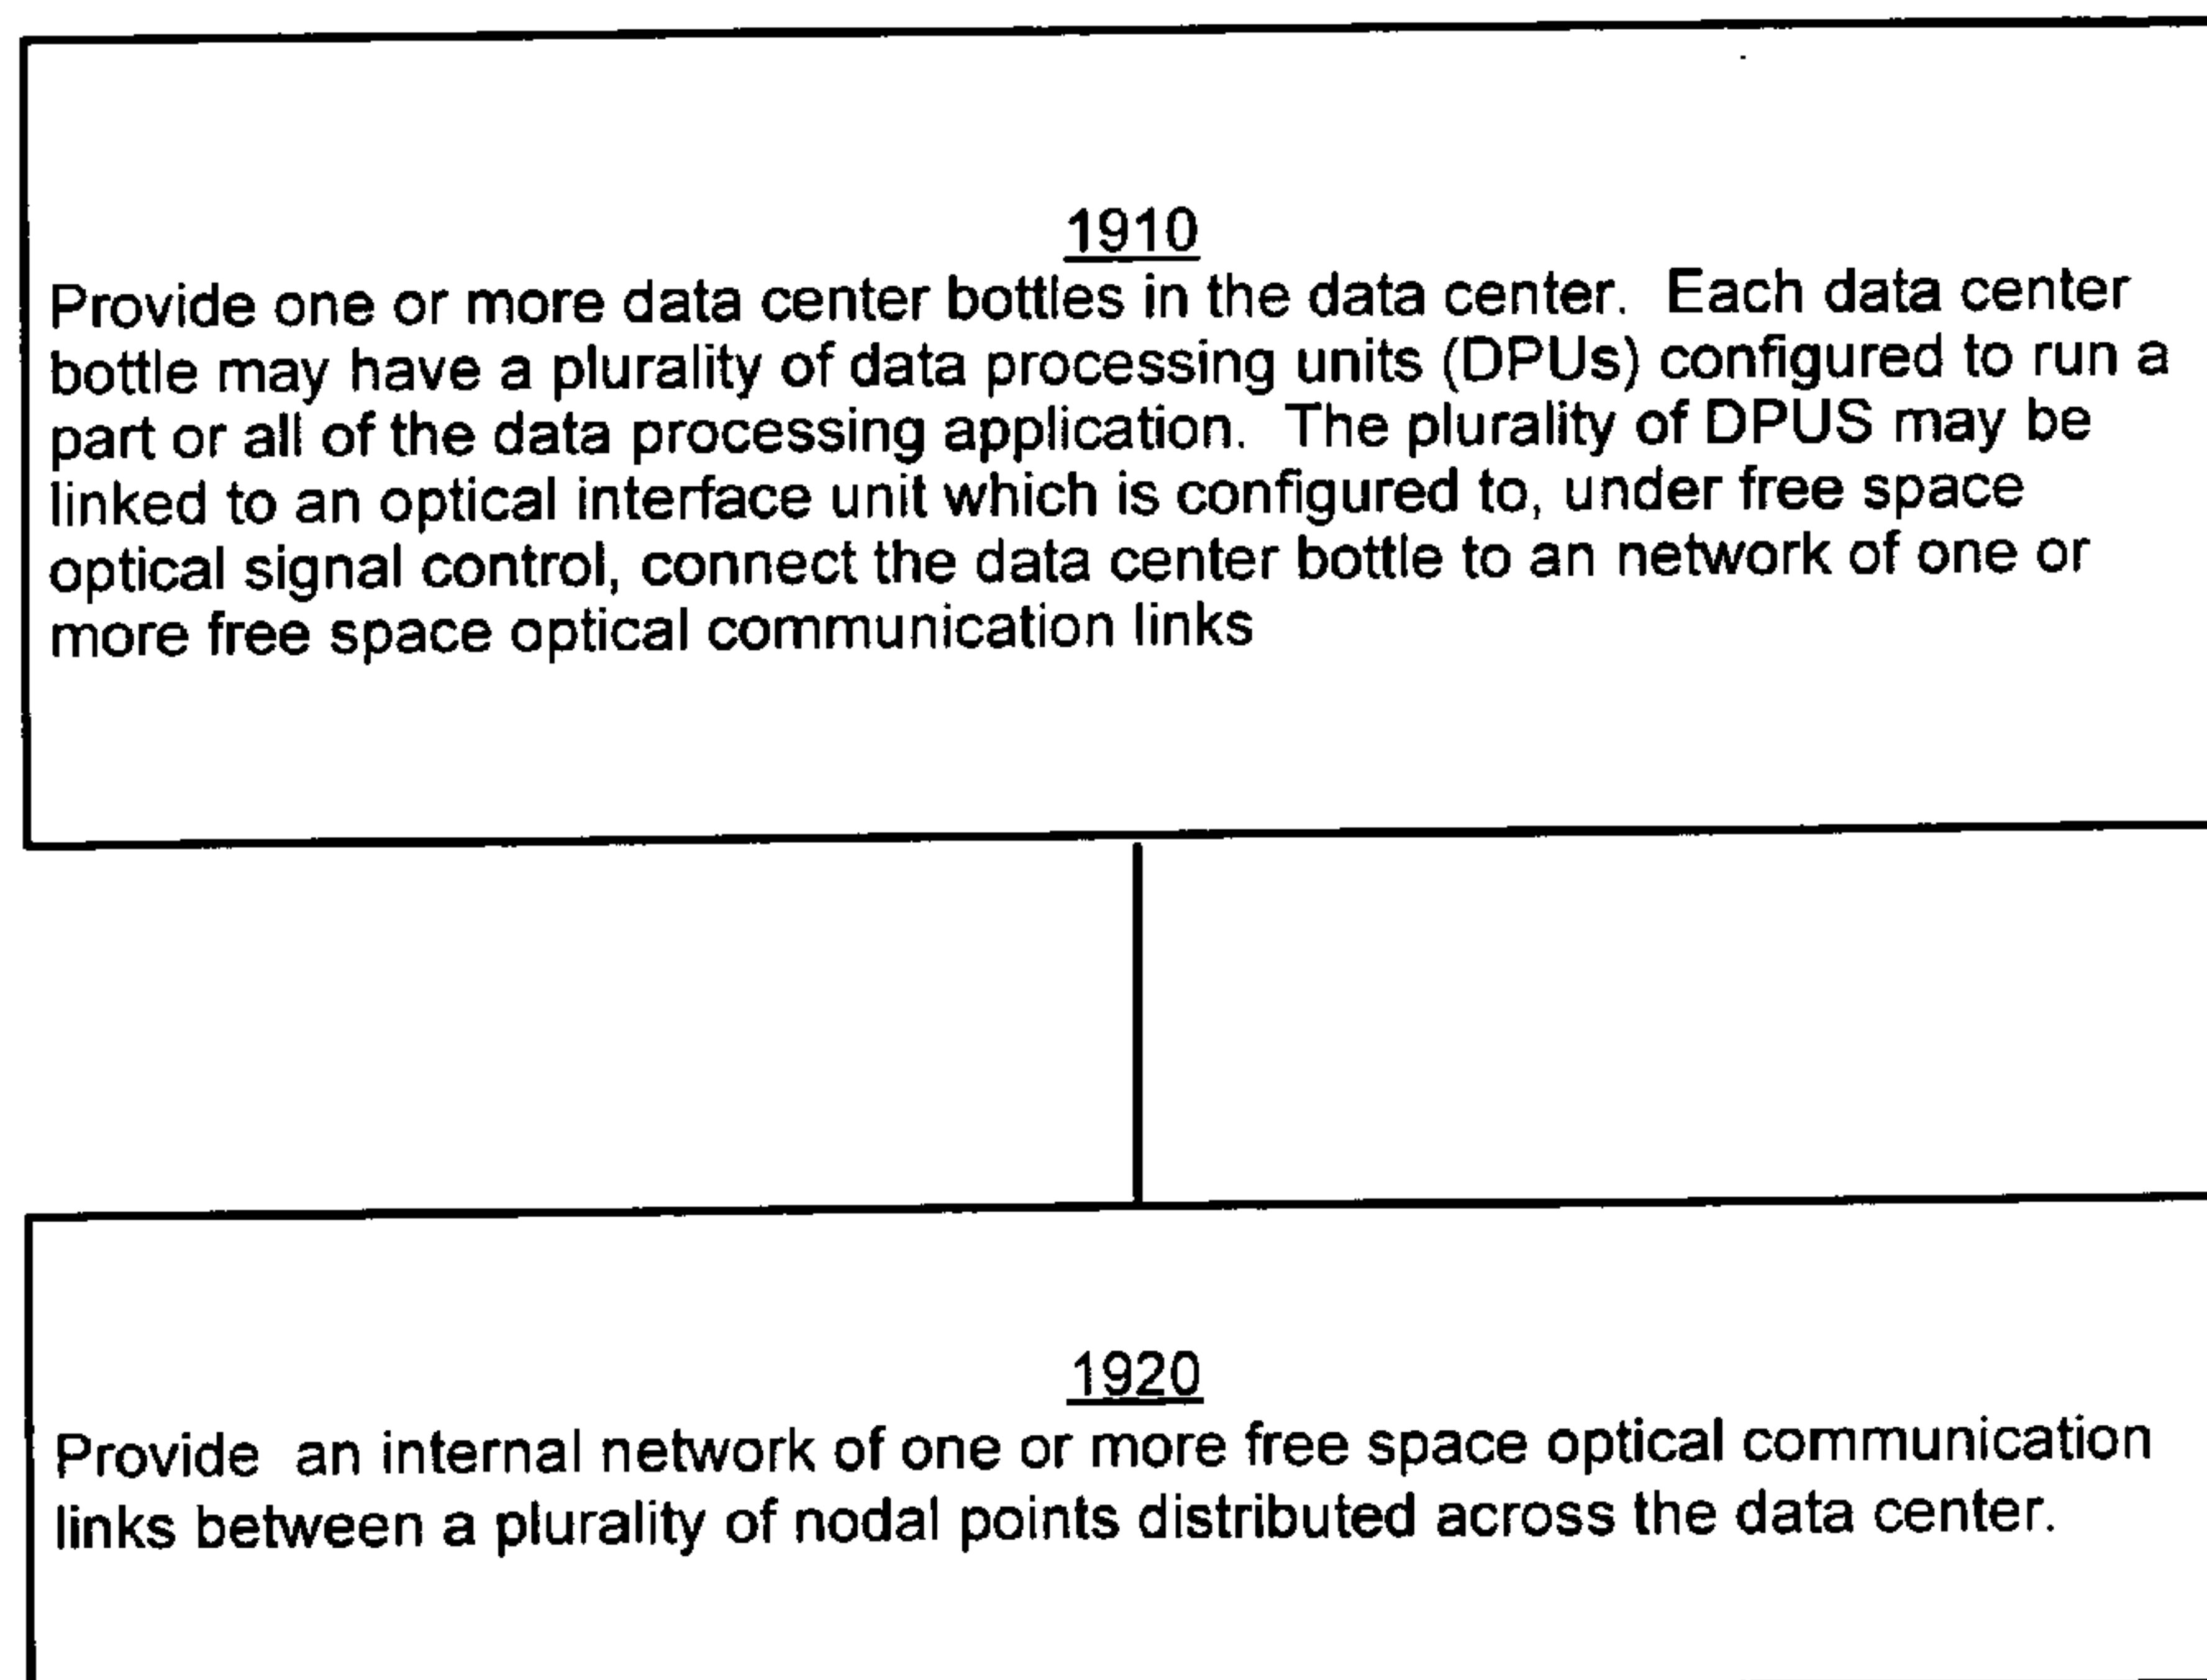 1910
Provide one or more data center bottles in the data center. Each data center
bottle may have a plurality of data processing units (DPUs) configured to run a
part or all of the data processing application. The plurality of DPUS may be
linked to an optical interface unit which is configured to, under free space
optical signal control, connect the data center bottle to an network of one or
more free space optical communication links
1920
Provide an internal network of one or more free space optical communication
links between a plurality of nodal points distributed across the data center.